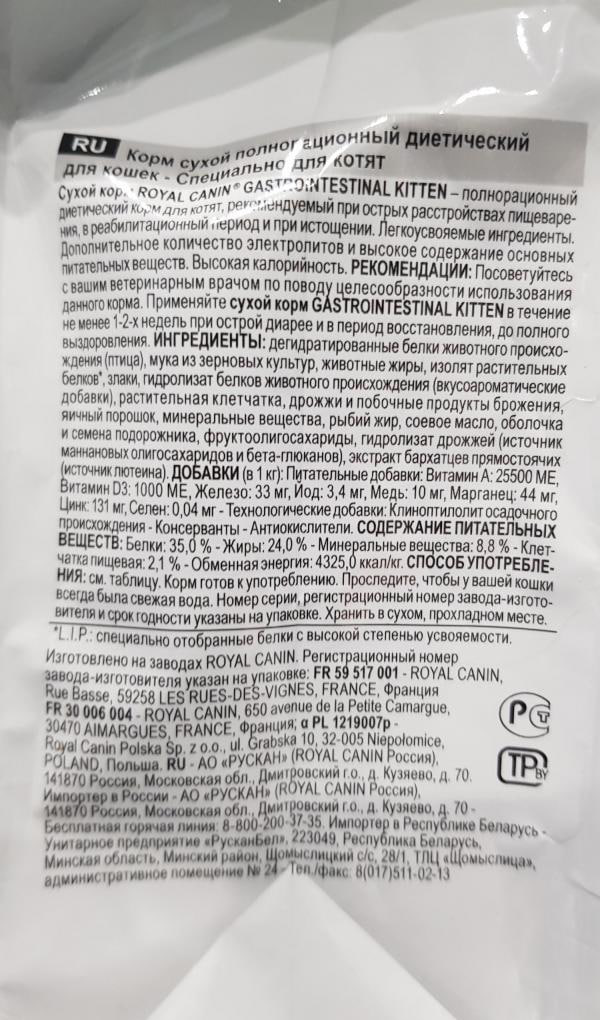 RU Корм сухой полнорационный диетический
для кошек - Специально для котят
Сухой корм ROYAL CANIN® GASTROINTESTINAL KITTEN – полнорационный
диетический корм для котят, рекомендуемый при острых расстройствах пищеваре-
ния, в реабилитационный период и при истощении. Легкоусвояемые ингредиенты.
Дополнительное количество электролитов и высокое содержание основных
питательных веществ. Высокая калорийность. РЕКОМЕНДАЦИИ: Посоветуйтесь
с вашим ветеринарным врачом по поводу целесообразности использования
данного корма. Применяйте сухой корм GASTROINTESTINAL KITTEN в течение
не менее 1-2-х недель при острой диарее и в период восстановления, до полного
выздоровления. ИНГРЕДИЕНТЫ: дегидратированные белки животного происхо-
ждения (птица), мука из зерновых культур, животные жиры, изолят растительных
белков*, злаки, гидролизат белков животного происхождения (вкусоароматические
добавки), растительная клетчатка, дрожжи и побочные продукты брожения,
яичный порошок, минеральные вещества, рыбий жир, соевое масло, оболочка
и семена подорожника, фруктоолигосахариды, гидролизат дрожжей (источник
маннановых олигосахаридов и бета-глюканов), экстракт бархатцев прямостоячих
(источник лютеина). ДОБАВКИ (в 1 кг): Питательные добавки: Витамин A: 25500 МЕ,
Витамин D3: 1000 МЕ, Железо: 33 мг, Йод: 3,4 мг, Медь: 10 мг, Марганец: 44 мг,
Цинк: 131 мг, Селен: 0,04 мг - Технологические добавки: Клиноптилолит осадочного
происхождения - Консерванты - Антиокислители. СОДЕРЖАНИЕ ПИТАТЕЛЬНЫХ
ВЕЩЕСТВ: Белки: 35,0 % - Жиры: 24,0 % - Минеральные вещества: 8,8 % - Клет-
чатка пищевая: 2,1 % - Обменная энергия: 4325,0 ккал/кг. СПОСОБ УПОТРЕБЛЕ-
НИЯ: см. таблицу. Корм готов к употреблению. Проследите, чтобы у вашей кошки
всегда была свежая вода. Номер серии, регистрационный номер завода-изгото-
вителя и срок годности указаны на упаковке. Хранить в сухом, прохладном месте.
*L.I.P.: специально отобранные белки с высокой степенью усвояемости.
Изготовлено на заводах ROYAL CANIN. Регистрационный номер
завода-изготовителя указан на упаковке: FR 59 517 001 - ROYAL CANIN,
Rue Basse, 59258 LES RUES-DES-VIGNES, FRANCE, Франция
FR 30 006 004 - ROYAL CANIN, 650 avenue de la Petite Camargue,
30470 AIMARGUES, FRANCE, Франция; α PL 1219007p -
Royal Canin Polska Sp. z o.o., ul. Grabska 10, 32-005 Niepołomice,
POLAND, Польша. RU - АО «РУСКАН» (ROYAL CANIN Россия),
141870 Россия, Московская обл., Дмитровский г.о., д. Кузяево, д. 70.
Импортер в России - АО «РУСКАН» (ROYAL CANIN Россия),
141870 Россия, Московская обл., Дмитровский г.о., д. Кузяево, д. 70 -
Бесплатная горячая линия: 8-800-200-37-35. Импортер в Республике Беларусь -
Унитарное предприятие «РусканБел», 223049, Республика Беларусь,
Минская область, Минский район, Щомыслицкий с/с, 28/1, ТЛЦ «Щомыслица»,
административное помещение № 24 - Тел./факс: 8(017)511-02-13
РСТ
TP BY